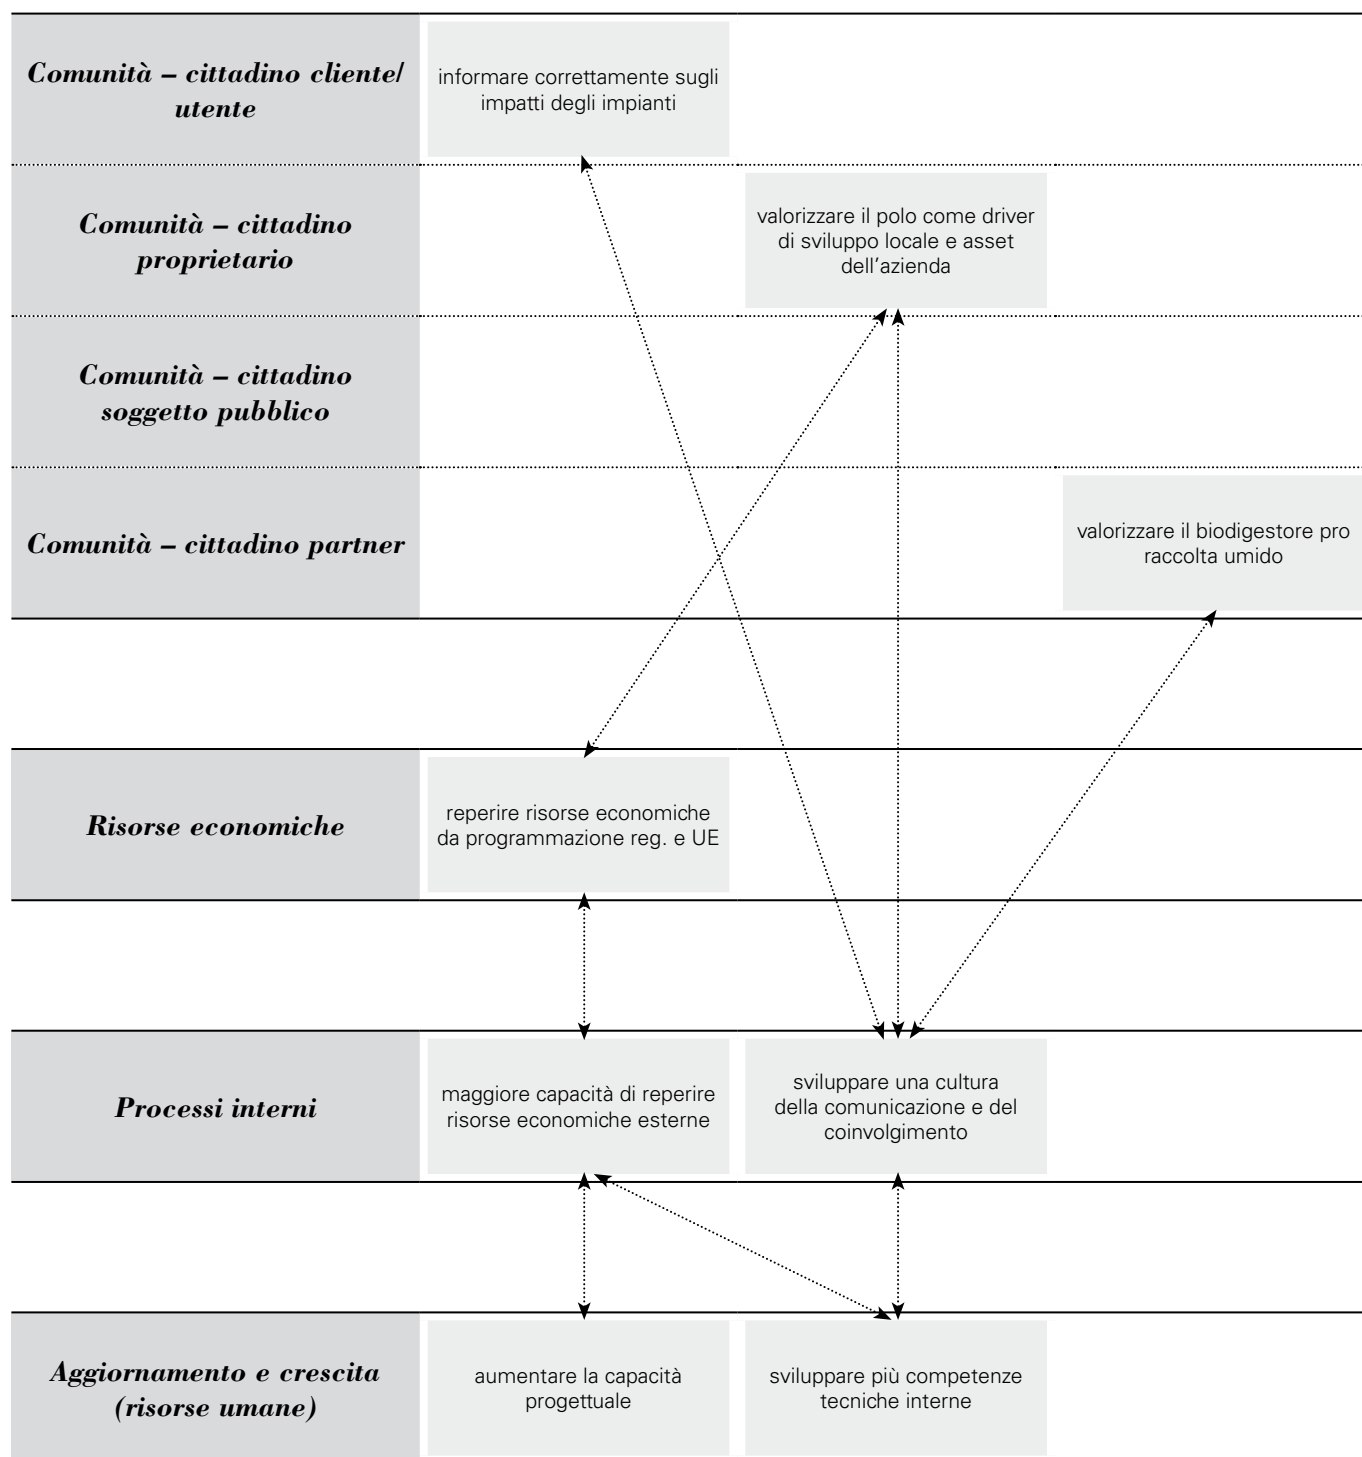 Comunità – cittadino cliente/
utente
informare correttamente sugli
impatti degli impianti
Comunità – cittadino
proprietario
valorizzare il polo come driver
di sviluppo locale e asset
dell’azienda
Comunità – cittadino
soggetto pubblico
Comunità – cittadino partner
valorizzare il biodigestore pro
raccolta umido
Risorse economiche
reperire risorse economiche
da programmazione reg. e UE
Processi interni
maggiore capacità di reperire
risorse economiche esterne
sviluppare una cultura
della comunicazione e del
coinvolgimento
Aggiornamento e crescita
(risorse umane)
aumentare la capacità
progettuale
sviluppare più competenze
tecniche interne